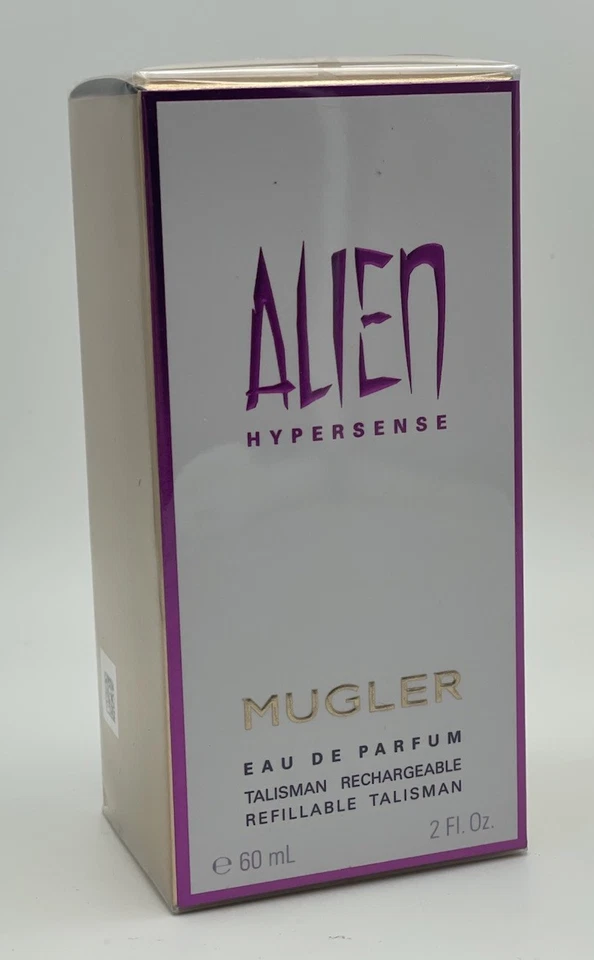 ALIEN
HYPERSENSE
MUGLER
EAU DE PARFUM
TALISMAN RECHARGEABLE
REFILLABLE TALISMAN
2 Fl. Oz.
℮ 60 mL